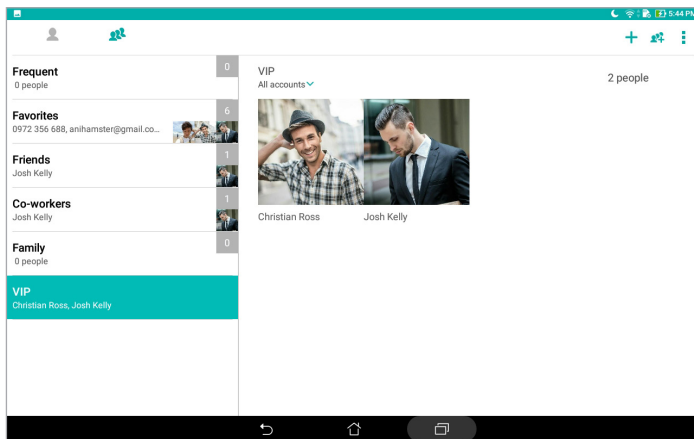 5:44 PM
Frequent
0
0 people
Favorites
6
0972 356 688, anihamster@gmail.co...
Friends
1
Josh Kelly
Co-workers
1
Josh Kelly
Family
0
0 people
VIP
Christian Ross, Josh Kelly
VIP
All accounts
2 people
Christian Ross
Josh Kelly